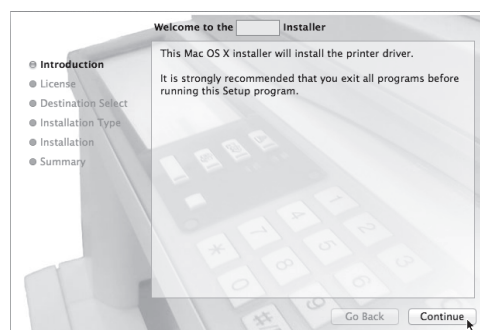 Welcome to the Installer
Introduction
License
Destination Select
Installation Type
Installation
Summary
This Mac OS X installer will install the printer driver.
It is strongly recommended that you exit all programs before
running this Setup program.
Go Back
Continue